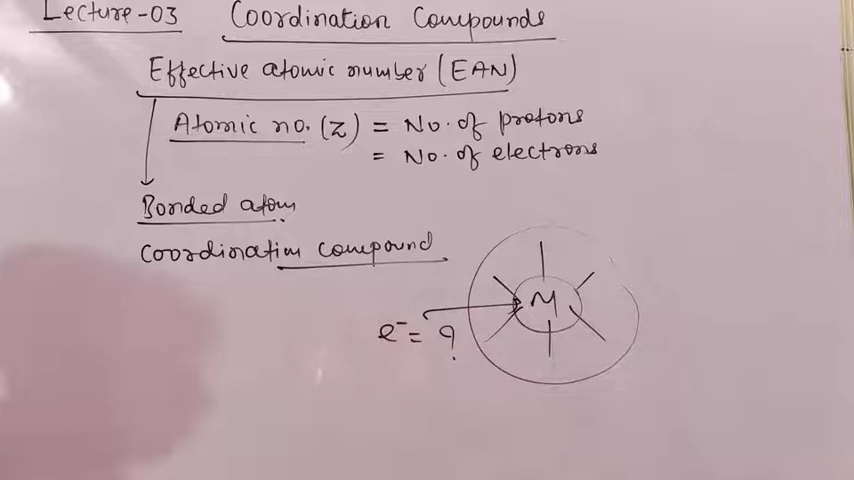 Lecture-03 Coordination Compounds
Effective atomic number (EAN)
Atomic no. (Z) = No. of protons
= No. of electrons
Bonded atom
Coordination compound
M
e⁻ = ?